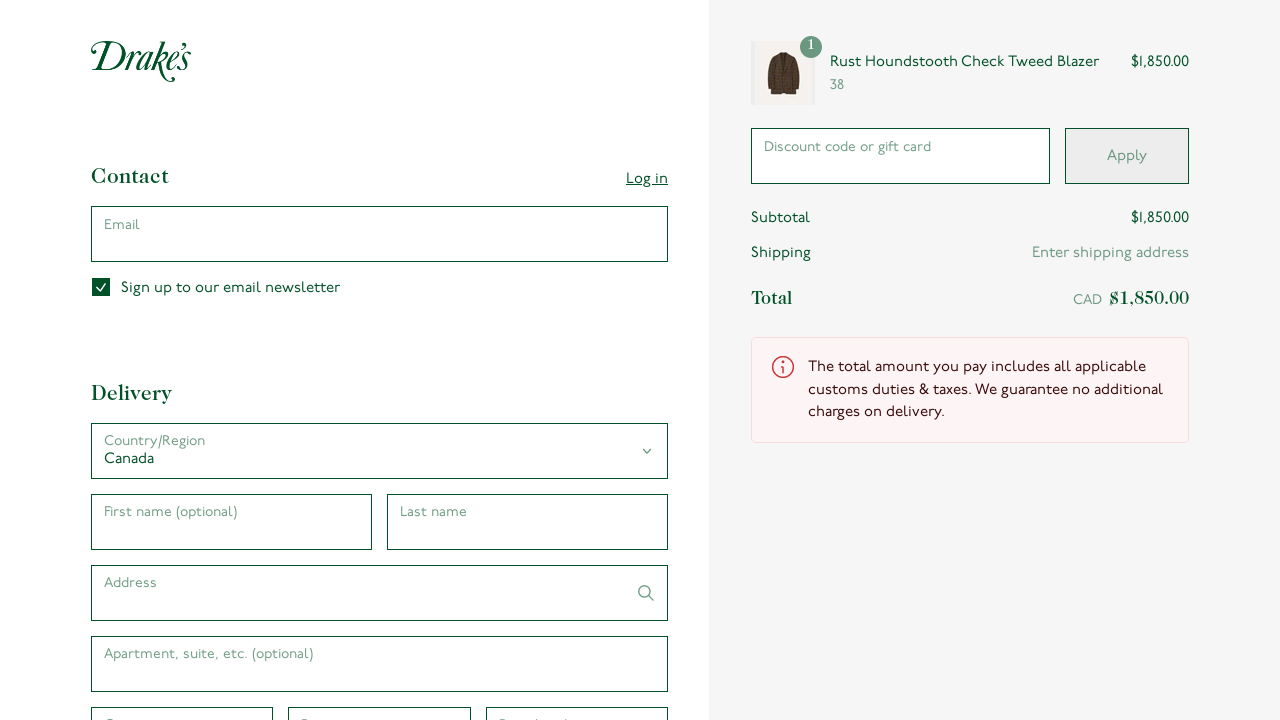 Drake's
Contact
Log in
Email
Sign up to our email newsletter
Delivery
Country/Region
Canada
First name (optional)
Last name
Address
Apartment, suite, etc. (optional)
1
Rust Houndstooth Check Tweed Blazer
$1,850.00
38
Discount code or gift card
Apply
Subtotal
$1,850.00
Shipping
Enter shipping address
Total
CAD $1,850.00
The total amount you pay includes all applicable
customs duties & taxes. We guarantee no additional
charges on delivery.